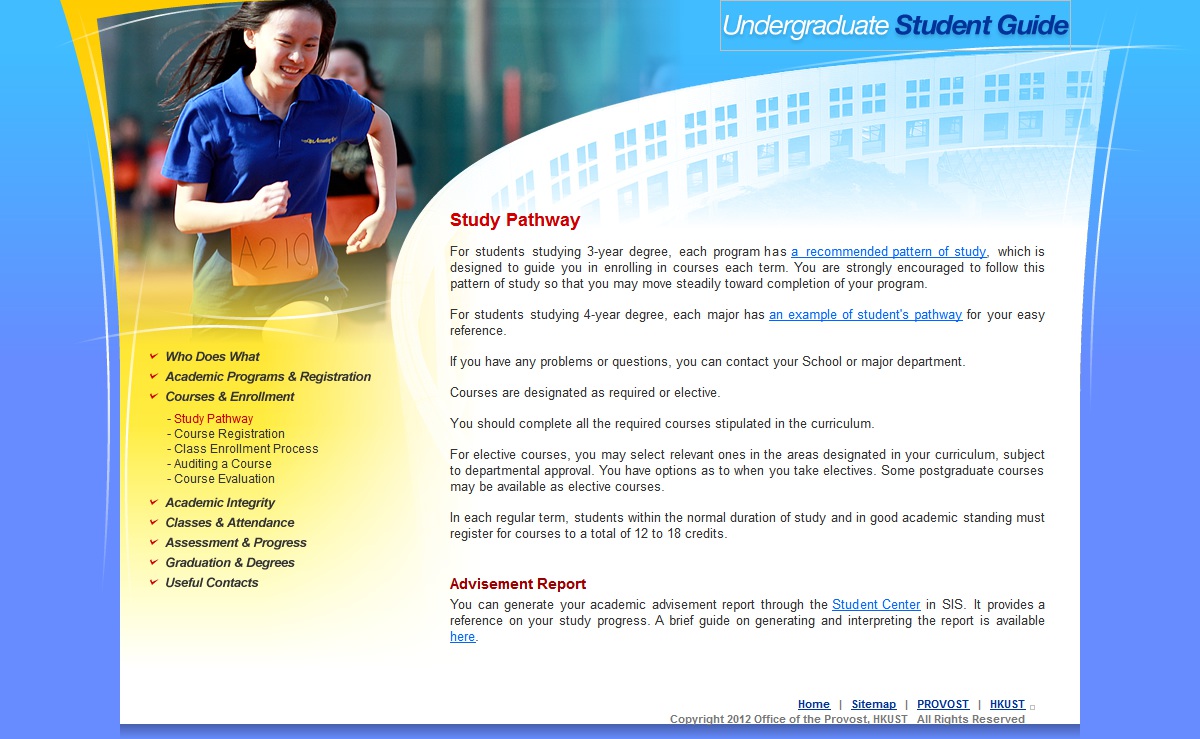 Undergraduate Student Guide
A210
Study Pathway
For students studying 3-year degree, each program has a recommended pattern of study, which is
designed to guide you in enrolling in courses each term. You are strongly encouraged to follow this
pattern of study so that you may move steadily toward completion of your program.
For students studying 4-year degree, each major has an example of student's pathway for your easy
reference.
If you have any problems or questions, you can contact your School or major department.
Courses are designated as required or elective.
You should complete all the required courses stipulated in the curriculum.
For elective courses, you may select relevant ones in the areas designated in your curriculum, subject
to departmental approval. You have options as to when you take electives. Some postgraduate courses
may be available as elective courses.
In each regular term, students within the normal duration of study and in good academic standing must
register for courses to a total of 12 to 18 credits.
Advisement Report
You can generate your academic advisement report through the Student Center in SIS. It provides a
reference on your study progress. A brief guide on generating and interpreting the report is available
here.
Who Does What
Academic Programs & Registration
Courses & Enrollment
- Study Pathway
- Course Registration
- Class Enrollment Process
- Auditing a Course
- Course Evaluation
Academic Integrity
Classes & Attendance
Assessment & Progress
Graduation & Degrees
Useful Contacts
Home | Sitemap | PROVOST | HKUST
Copyright 2012 Office of the Provost, HKUST All Rights Reserved